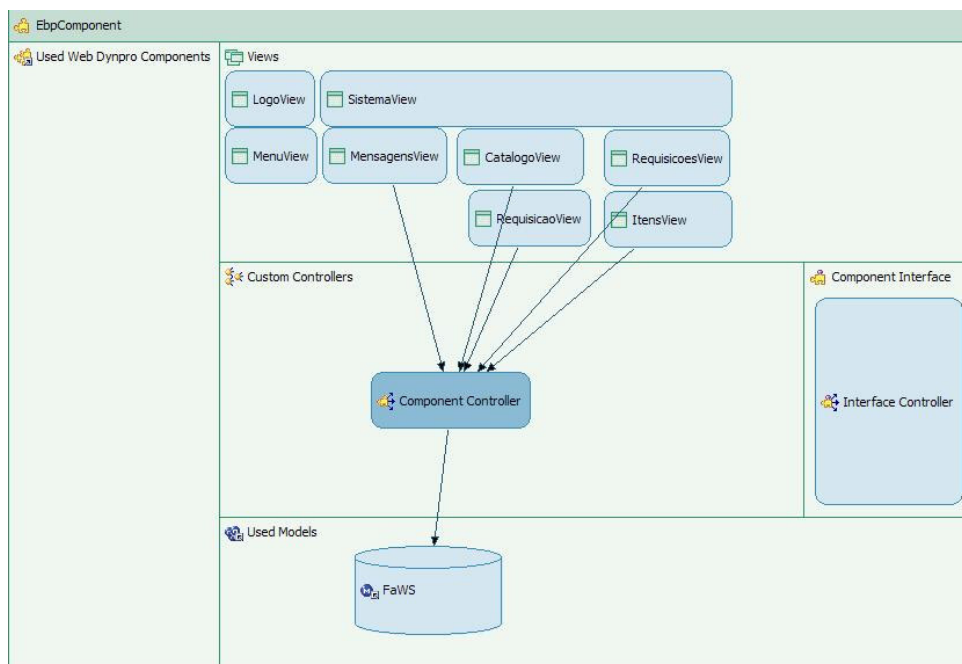 EbpComponent
Used Web Dynpro Components
Views
LogoView
SistemaView
MenuView
MensagensView
CatalogoView
RequisicoesView
RequisicaoView
ItensView
Custom Controllers
Component Interface
Component Controller
Interface Controller
Used Models
FaWS